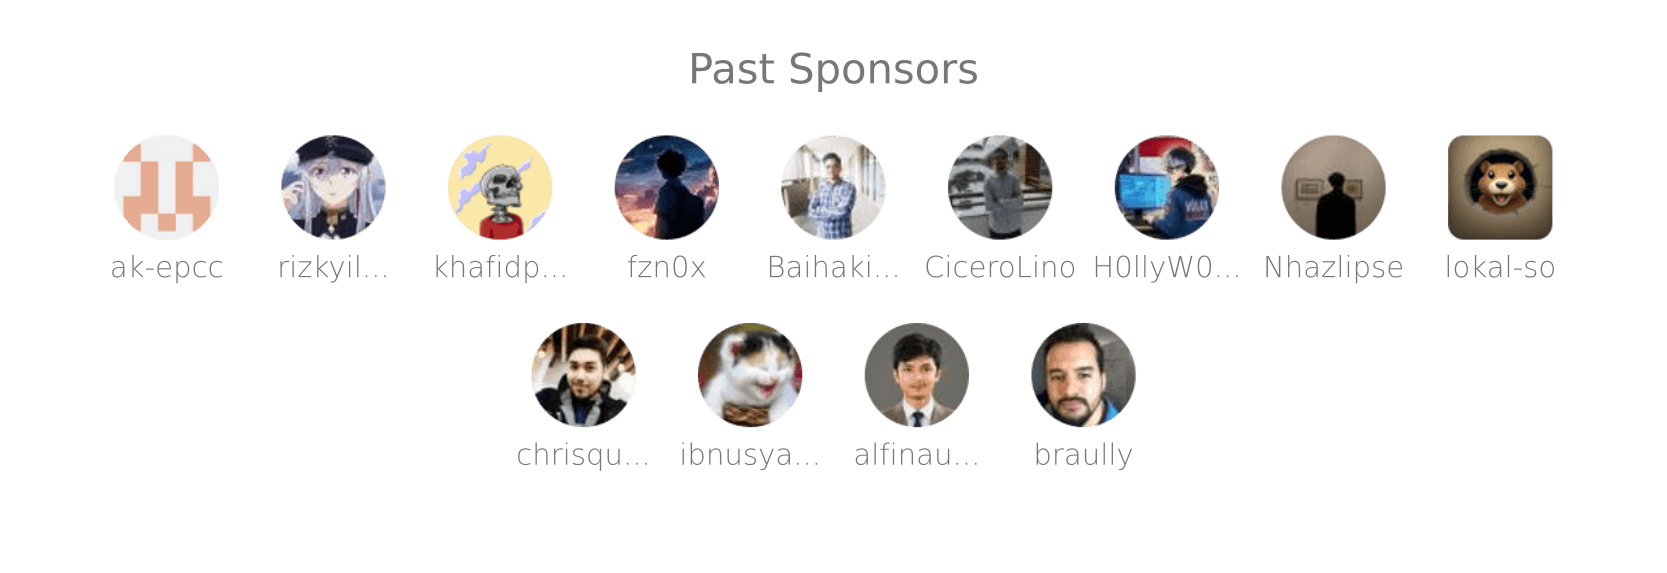 Past Sponsors
ak-epcc rizkyil... khafidp... fzn0x Baihaki... CiceroLino H0llyW0... Nhazlipse lokal-so
chrisqu... ibnusya... alfinau... braully